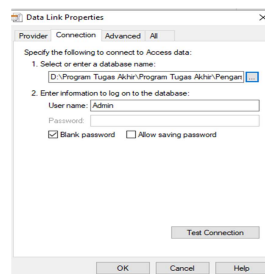 Data Link Properties
Provider Connection Advanced All
Specify the following to connect to Access data:
1. Select or enter a database name:
D:\Program Tugas Akhir\Program Tugas Akhir\Pengar ...
2. Enter information to log on to the database:
User name: Admin
Password:
Blank password Allow saving password
Test Connection
OK Cancel Help